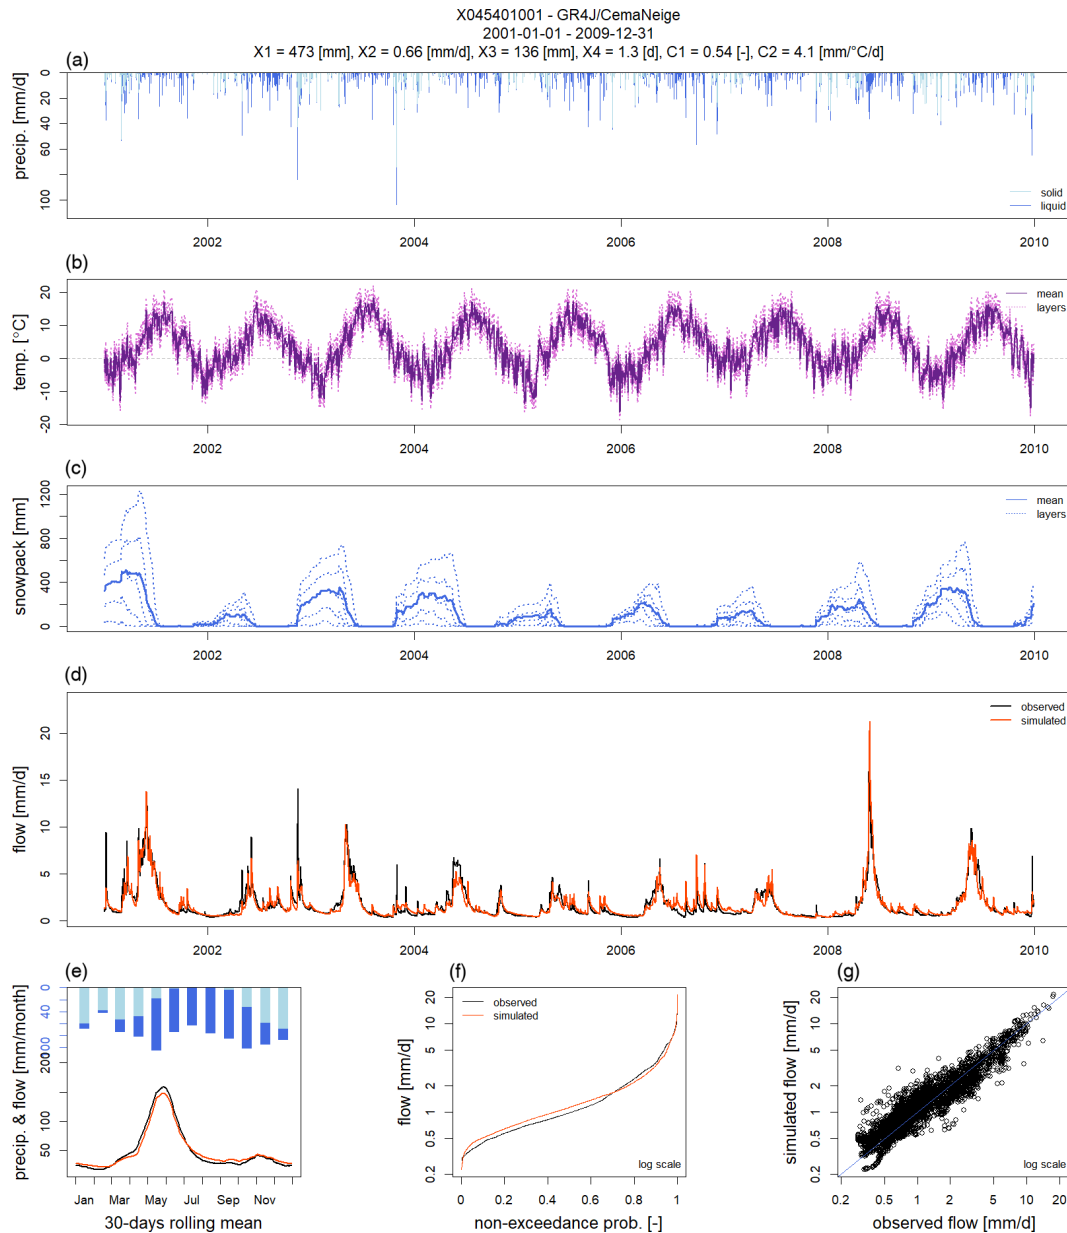 X045401001 - GR4J/CemaNeige
2001-01-01 - 2009-12-31
X1 = 473 [mm], X2 = 0.66 [mm/d], X3 = 136 [mm], X4 = 1.3 [d], C1 = 0.54 [-], C2 = 4.1 [mm/°C/d]
(a)
precip. [mm/d]
0
20
40
60
80
100
solid
liquid
2002
2004
2006
2008
2010
(b)
temp. [°C]
20
10
0
-10
-20
mean
layers
2002
2004
2006
2008
2010
(c)
snowpack [mm]
1200
800
400
0
mean
layers
2002
2004
2006
2008
2010
(d)
flow [mm/d]
20
15
10
5
0
observed
simulated
2002
2004
2006
2008
2010
(e)
precip. & flow [mm/month]
0
40
100
50
Jan
Mar
May
Jul
Sep
Nov
30-days rolling mean
(f)
flow [mm/d]
20
10
5
2
1
0.5
0.2
observed
simulated
log scale
0
0.2
0.4
0.6
0.8
1
non-exceedance prob. [-]
(g)
simulated flow [mm/d]
20
10
5
2
1
0.5
0.2
log scale
0.2
0.5
1
2
5
10
20
observed flow [mm/d]